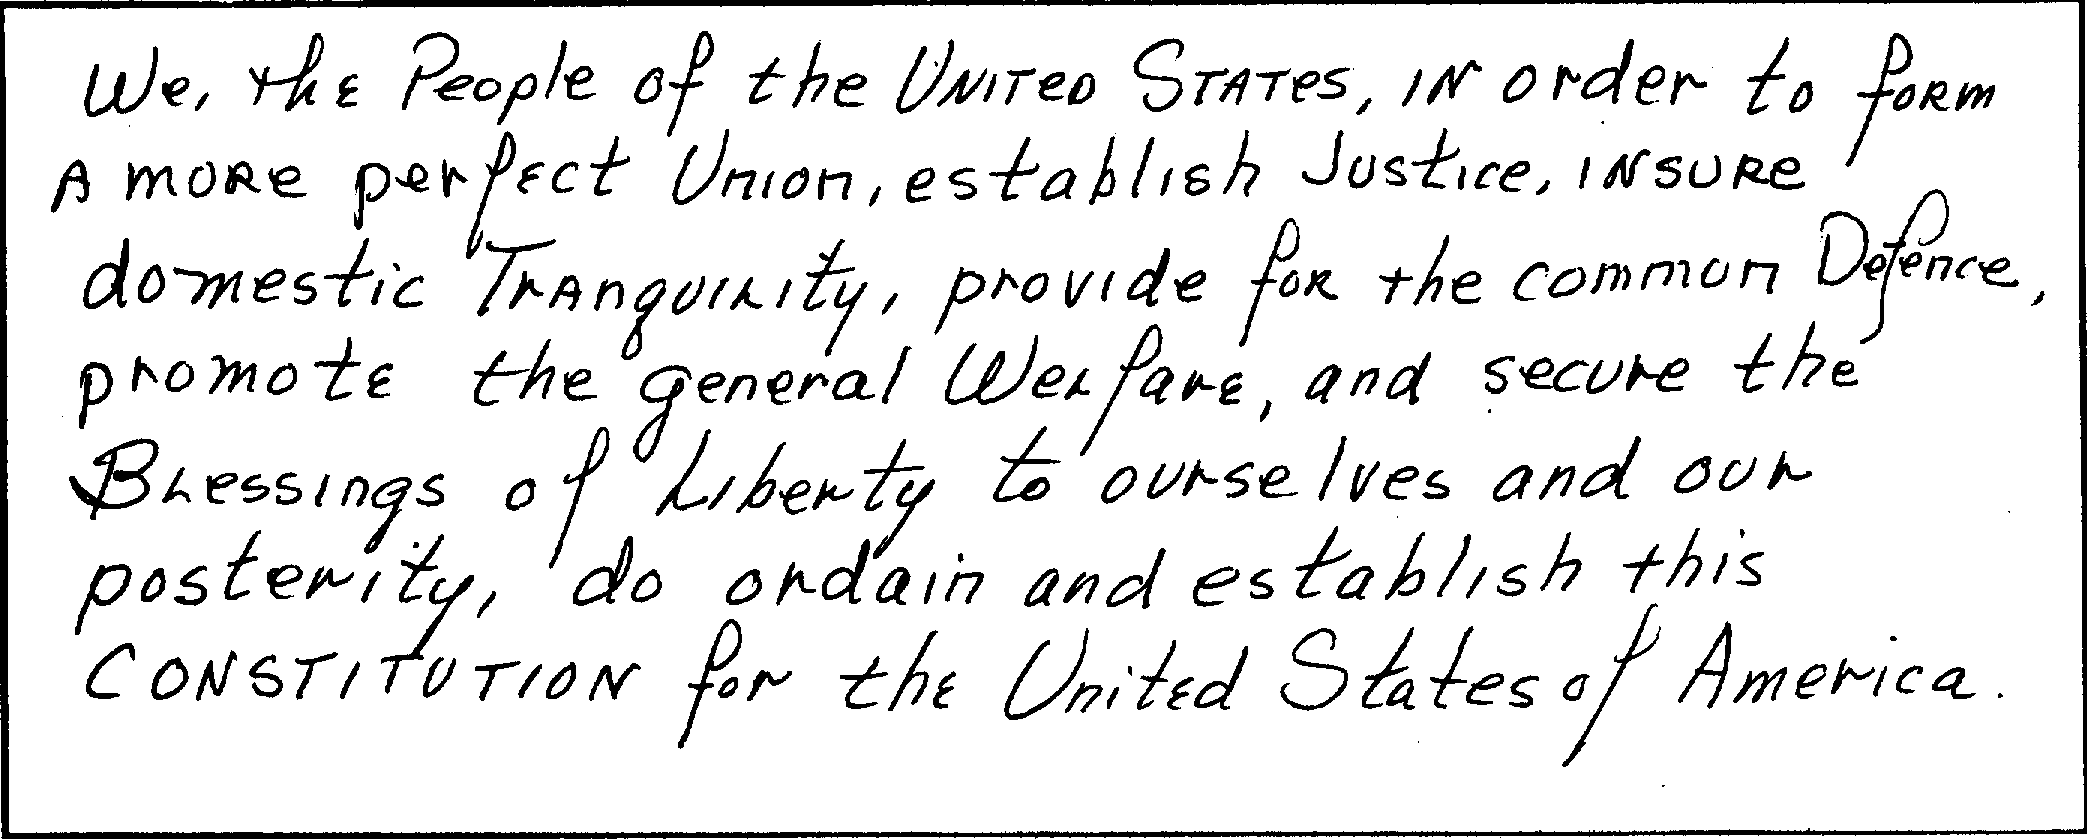 We, the People of the UNITED STATES, IN order to form
A MORE perfect Union, establish Justice, INSURE
domestic Tranquility, provide for the common Defence,
promote the general Welfare, and secure the
Blessings of Liberty to ourselves and our
posterity, do ordain and establish this
CONSTITUTION for the United States of America.